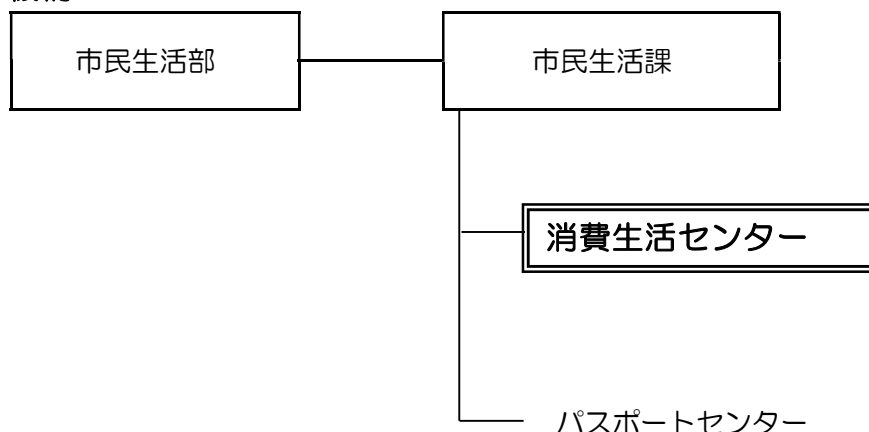 市民生活部
市民生活課
消費生活センター
パスポートセンター